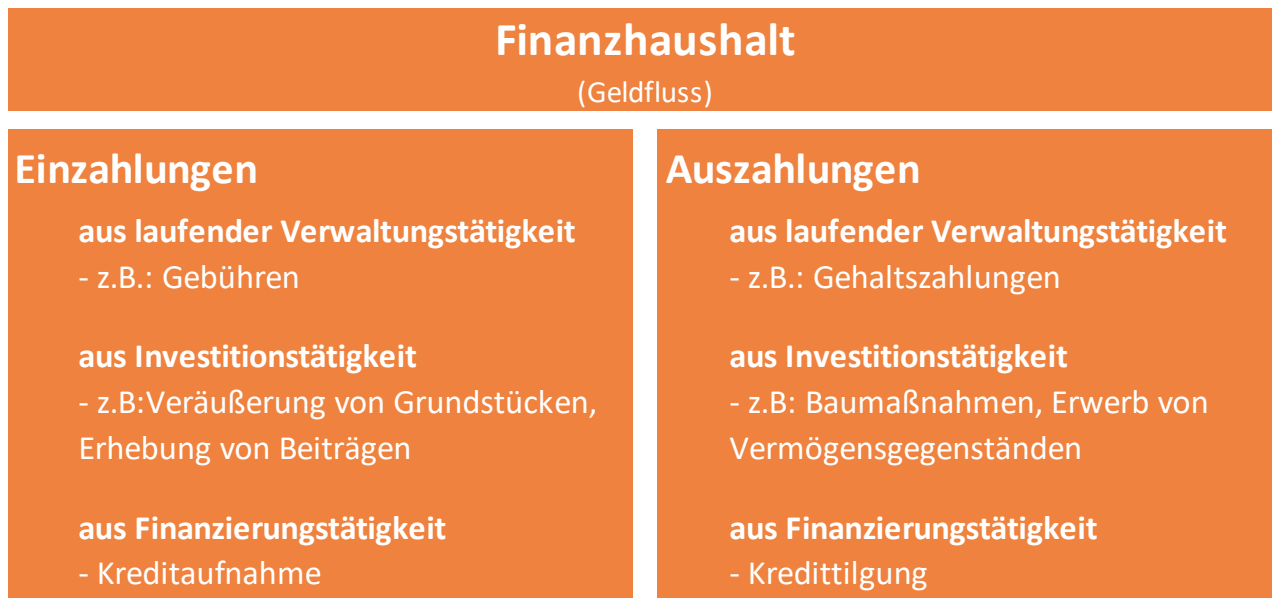 Finanzhaushalt
(Geldfluss)
Einzahlungen
aus laufender Verwaltungstätigkeit
- z.B.: Gebühren
aus Investitionstätigkeit
- z.B:Veräußerung von Grundstücken,
Erhebung von Beiträgen
aus Finanzierungstätigkeit
- Kreditaufnahme
Auszahlungen
aus laufender Verwaltungstätigkeit
- z.B.: Gehaltszahlungen
aus Investitionstätigkeit
- z.B: Baumaßnahmen, Erwerb von
Vermögensgegenständen
aus Finanzierungstätigkeit
- Kredittilgung